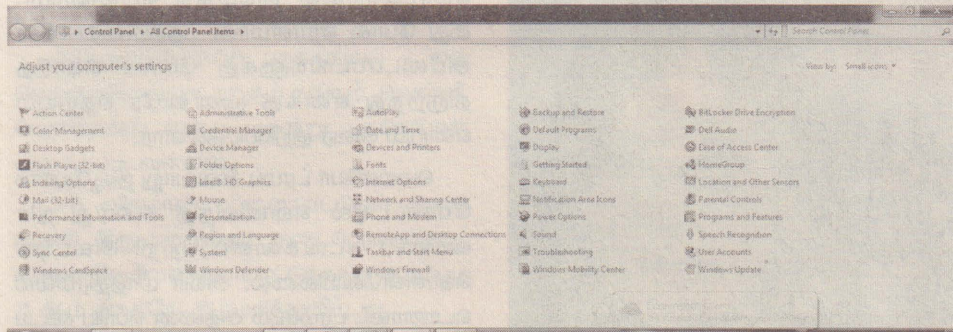 Control Panel ▸ All Control Panel Items ▸ Search Control Panel
Adjust your computer's settings View by: Small icons
Action Center Administrative Tools AutoPlay Backup and Restore BitLocker Drive Encryption
Color Management Credential Manager Date and Time Default Programs Dell Audio
Desktop Gadgets Device Manager Devices and Printers Display Ease of Access Center
Flash Player (32-bit) Folder Options Fonts Getting Started HomeGroup
Indexing Options Intel® HD Graphics Internet Options Keyboard Location and Other Sensors
Mail (32-bit) Mouse Network and Sharing Center Notification Area Icons Parental Controls
Performance Information and Tools Personalization Phone and Modem Power Options Programs and Features
Recovery Region and Language RemoteApp and Desktop Connections Sound Speech Recognition
Sync Center System Taskbar and Start Menu Troubleshooting User Accounts
Windows CardSpace Windows Defender Windows Firewall Windows Mobility Center Windows Update